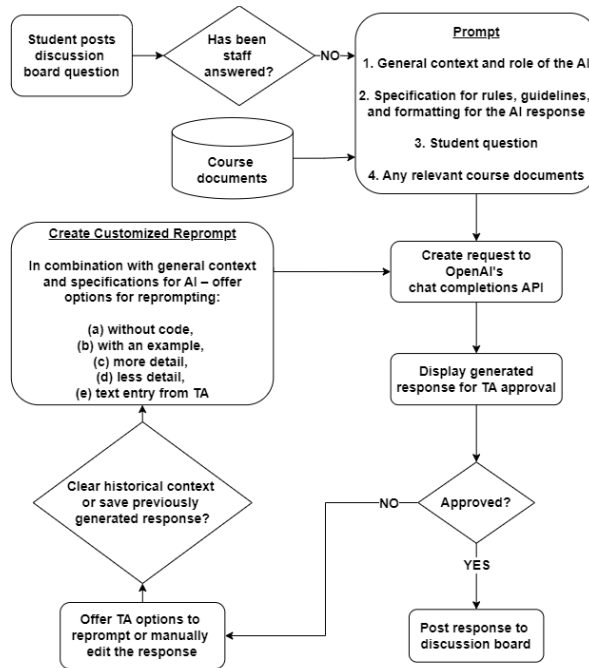 Student posts
discussion
board question
Has been
staff
answered?
NO
Prompt
1. General context and role of the AI
2. Specification for rules, guidelines,
and formatting for the AI response
3. Student question
4. Any relevant course documents
Course
documents
Create Customized Reprompt
In combination with general context
and specifications for AI – offer
options for reprompting:
(a) without code,
(b) with an example,
(c) more detail,
(d) less detail,
(e) text entry from TA
Create request to
OpenAI's
chat completions API
Display generated
response for TA approval
Clear historical context
or save previously
generated response?
NO
Approved?
YES
Offer TA options to
reprompt or manually
edit the response
Post response to
discussion board